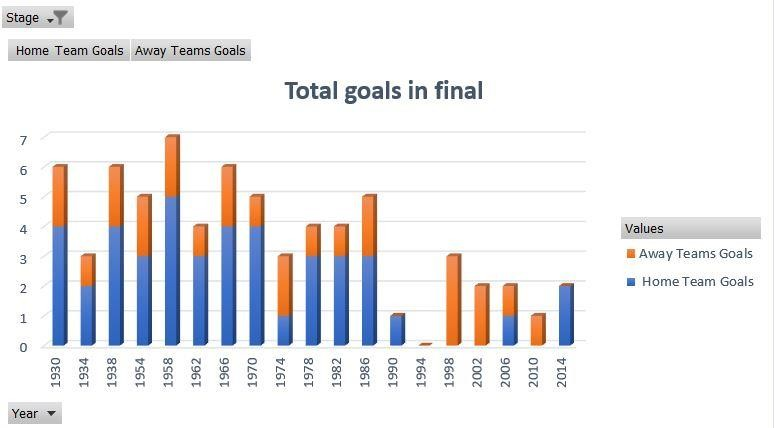 Stage
Home Team Goals Away Teams Goals
Total goals in final
7
6
5
4
3
2
1
0
1930 1934 1938 1954 1958 1962 1966 1970 1974 1978 1982 1986 1990 1994 1998 2002 2006 2010 2014
Values
Away Teams Goals
Home Team Goals
Year